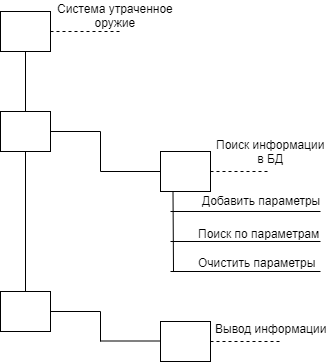 Система утраченное
оружие
Поиск информации
в БД
Добавить параметры
Поиск по параметрам
Очистить параметры
Вывод информации